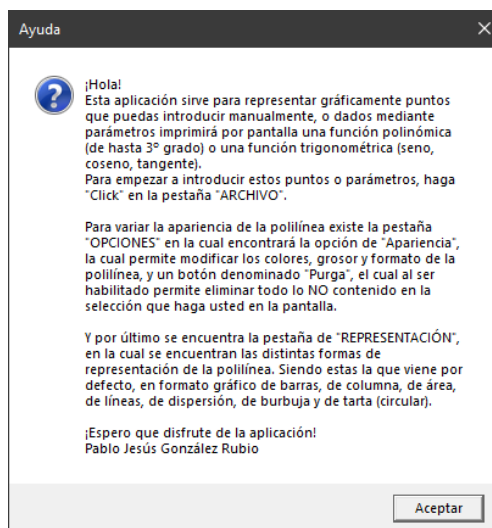 Ayuda
¡Hola!
Esta aplicación sirve para representar gráficamente puntos
que puedas introducir manualmente, o dados mediante
parámetros imprimirá por pantalla una función polinómica
(de hasta 3º grado) o una función trigonométrica (seno,
coseno, tangente).
Para empezar a introducir estos puntos o parámetros, haga
"Click" en la pestaña "ARCHIVO".
Para variar la apariencia de la polilínea existe la pestaña
"OPCIONES" en la cual encontrará la opción de "Apariencia",
la cual permite modificar los colores, grosor y formato de la
polilínea, y un botón denominado "Purga", el cual al ser
habilitado permite eliminar todo lo NO contenido en la
selección que haga usted en la pantalla.
Y por último se encuentra la pestaña de "REPRESENTACIÓN",
en la cual se encuentran las distintas formas de
representación de la polilínea. Siendo estas la que viene por
defecto, en formato gráfico de barras, de columna, de área,
de líneas, de dispersión, de burbuja y de tarta (circular).
¡Espero que disfrute de la aplicación!
Pablo Jesús González Rubio
Aceptar